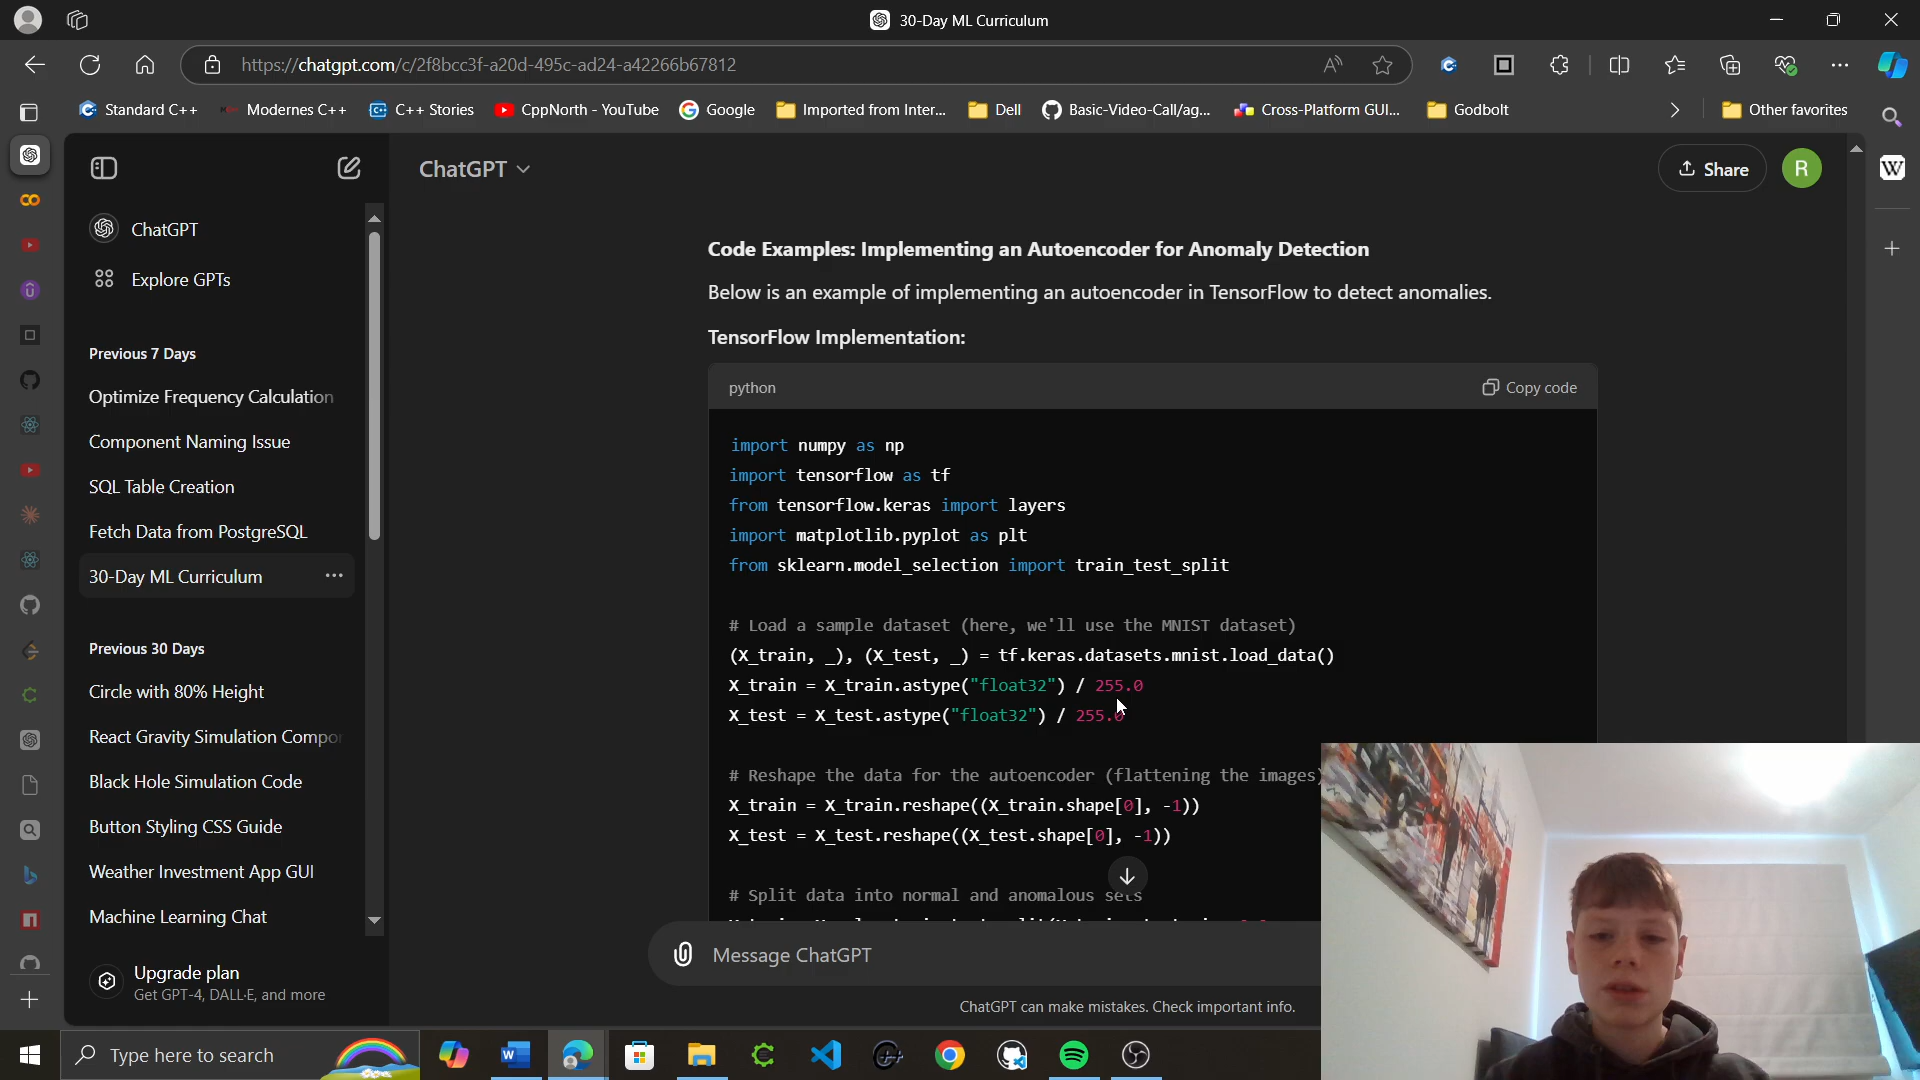 30-Day ML Curriculum
https://chatgpt.com/c/2f8bcc3f-a20d-495c-ad24-a42266b67812
Standard C++
Modernes C++
C++ Stories
CppNorth - YouTube
Google
Imported from Inter...
Dell
Basic-Video-Call/ag...
Cross-Platform GUI...
Godbolt
Other favorites
ChatGPT
Share
R
W
ChatGPT
Explore GPTs
Previous 7 Days
Optimize Frequency Calculation
Component Naming Issue
SQL Table Creation
Fetch Data from PostgreSQL
30-Day ML Curriculum
Previous 30 Days
Circle with 80% Height
React Gravity Simulation Compo
Black Hole Simulation Code
Button Styling CSS Guide
Weather Investment App GUI
Machine Learning Chat
Upgrade plan
Get GPT-4, DALL·E, and more
Code Examples: Implementing an Autoencoder for Anomaly Detection
Below is an example of implementing an autoencoder in TensorFlow to detect anomalies.
TensorFlow Implementation:
python
Copy code
import numpy as np
import tensorflow as tf
from tensorflow.keras import layers
import matplotlib.pyplot as plt
from sklearn.model_selection import train_test_split
# Load a sample dataset (here, we'll use the MNIST dataset)
(X_train, _), (X_test, _) = tf.keras.datasets.mnist.load_data()
X_train = X_train.astype("float32") / 255.0
X_test = X_test.astype("float32") / 255.0
# Reshape the data for the autoencoder (flattening the images)
X_train = X_train.reshape((X_train.shape[0], -1))
X_test = X_test.reshape((X_test.shape[0], -1))
# Split data into normal and anomalous sets
Message ChatGPT
ChatGPT can make mistakes. Check important info.
Type here to search